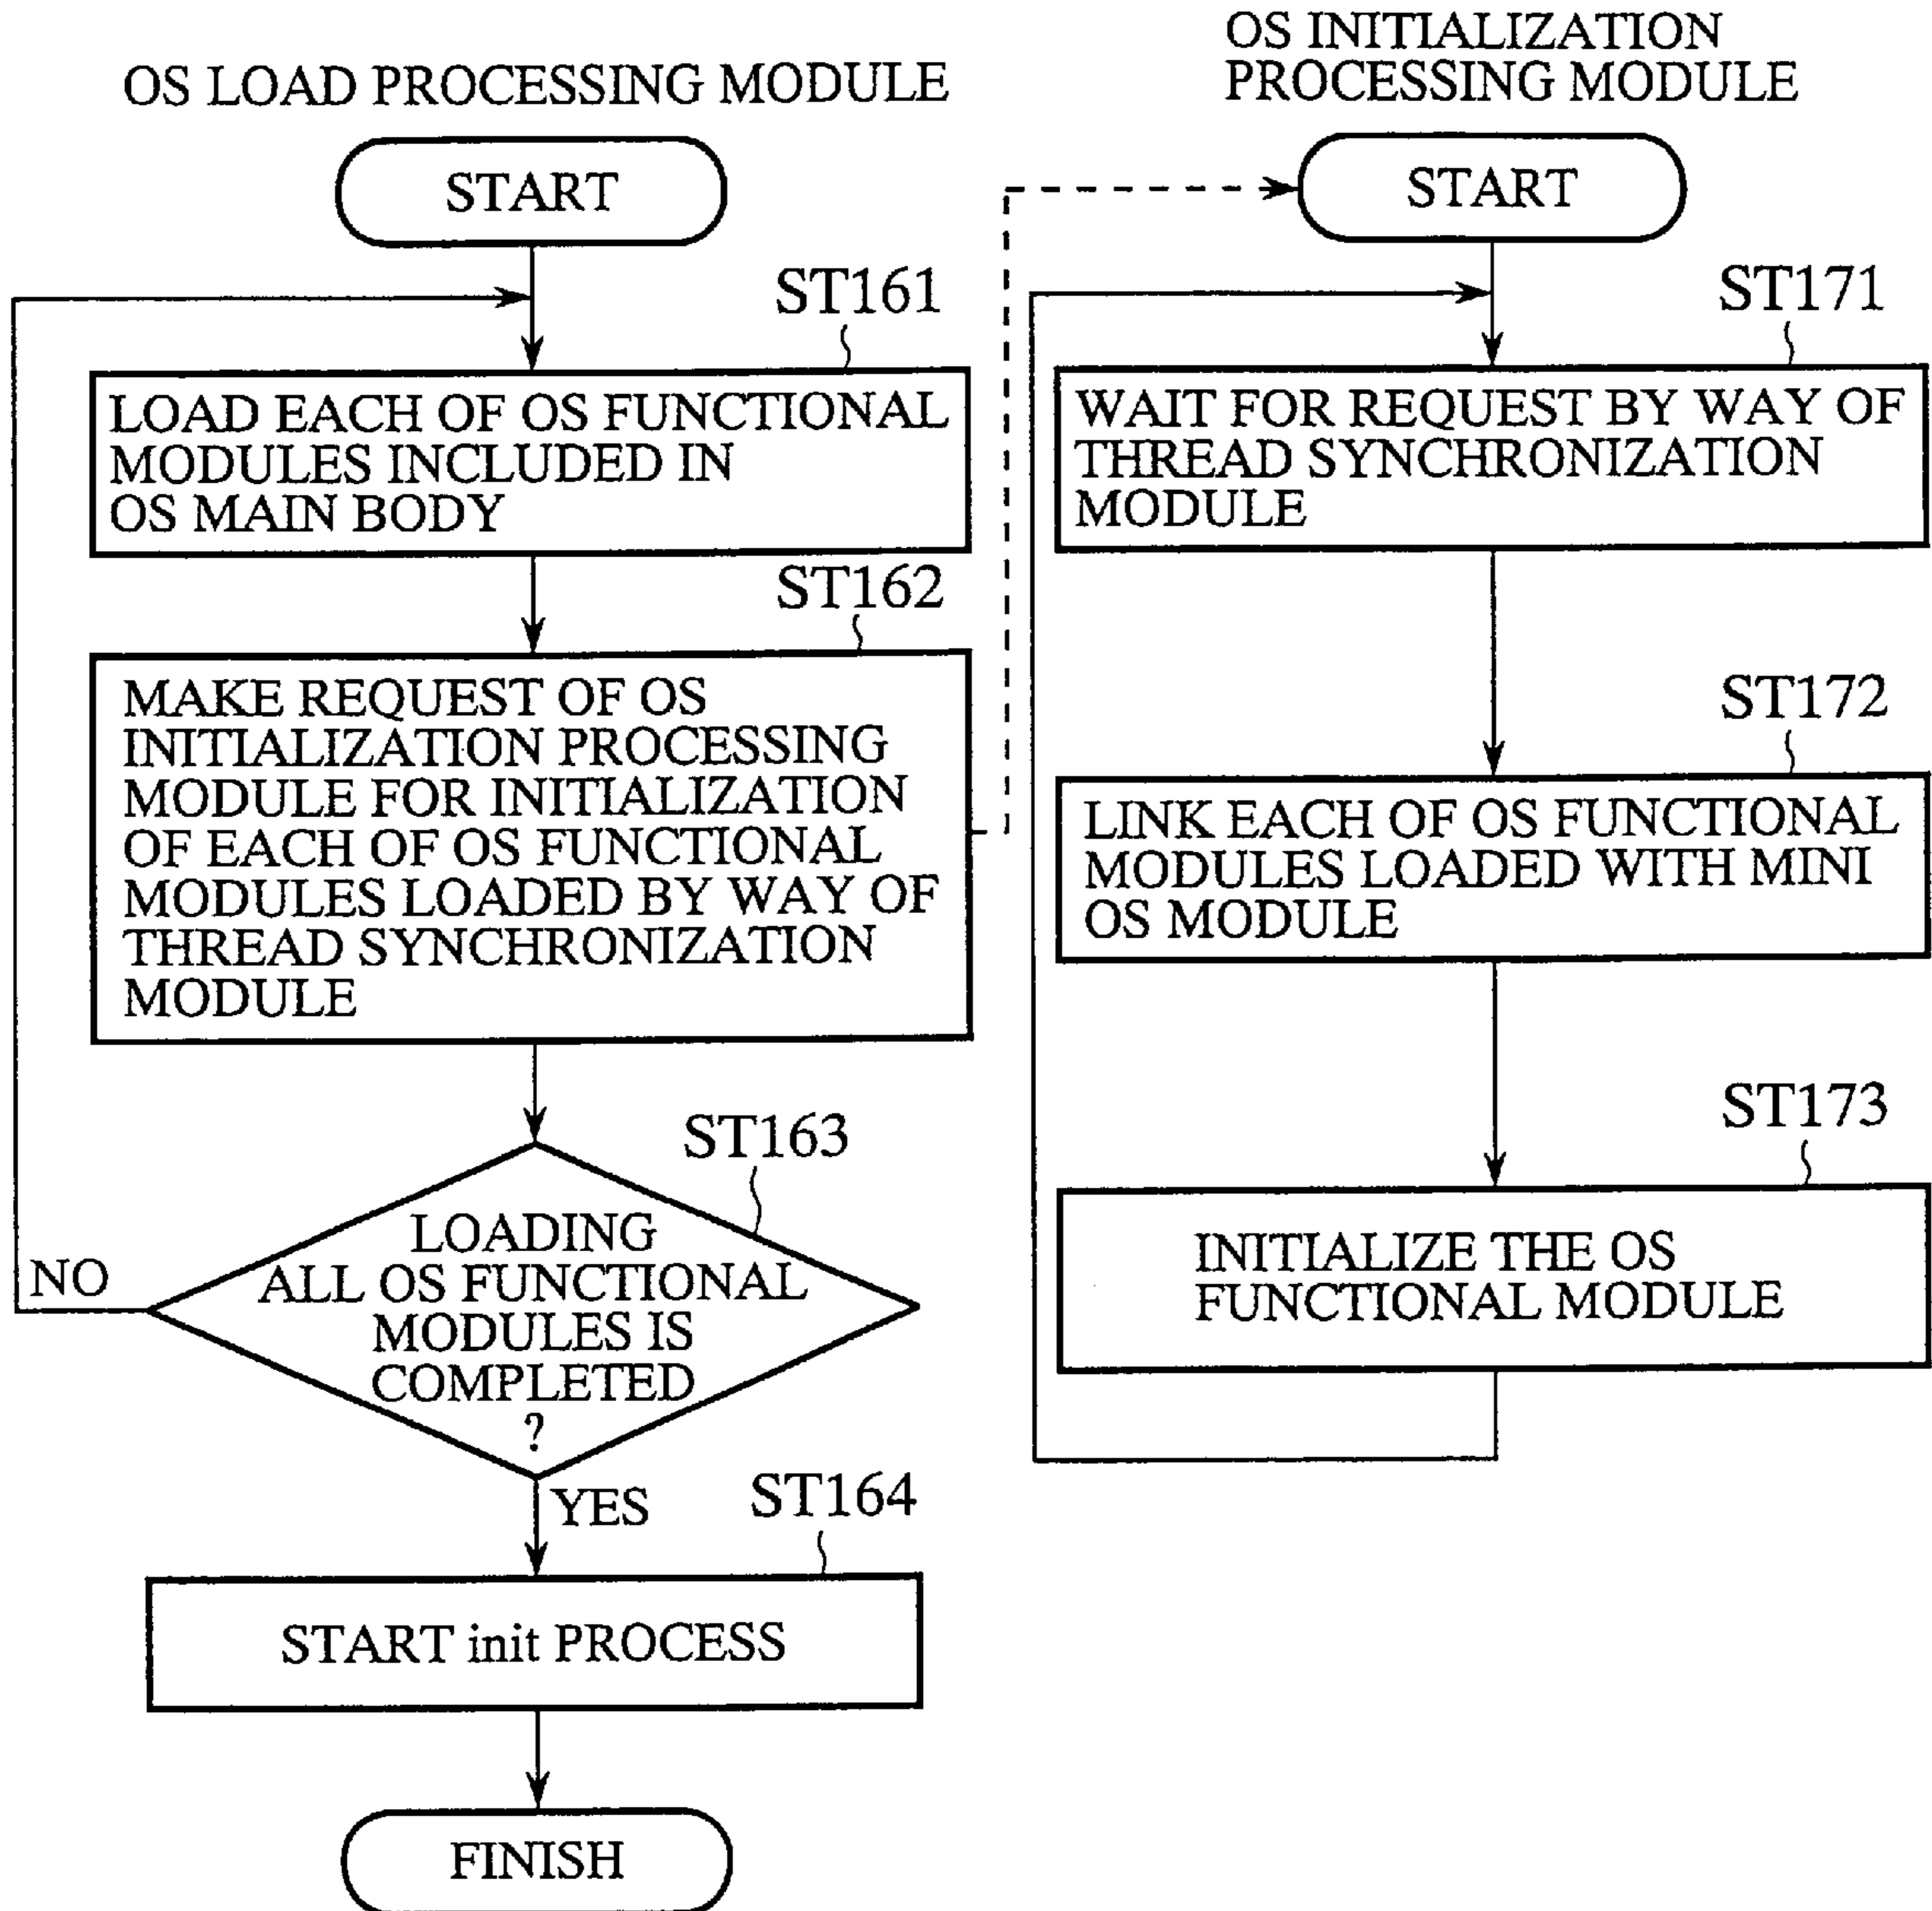 OS LOAD PROCESSING MODULE
START
ST161
LOAD EACH OF OS FUNCTIONAL
MODULES INCLUDED IN
OS MAIN BODY
ST162
MAKE REQUEST OF OS
INITIALIZATION PROCESSING
MODULE FOR INITIALIZATION
OF EACH OF OS FUNCTIONAL
MODULES LOADED BY WAY OF
THREAD SYNCHRONIZATION
MODULE
ST163
LOADING
ALL OS FUNCTIONAL
MODULES IS
COMPLETED
?
NO
YES
ST164
START init PROCESS
FINISH
OS INITIALIZATION
PROCESSING MODULE
START
ST171
WAIT FOR REQUEST BY WAY OF
THREAD SYNCHRONIZATION
MODULE
ST172
LINK EACH OF OS FUNCTIONAL
MODULES LOADED WITH MINI
OS MODULE
ST173
INITIALIZE THE OS
FUNCTIONAL MODULE